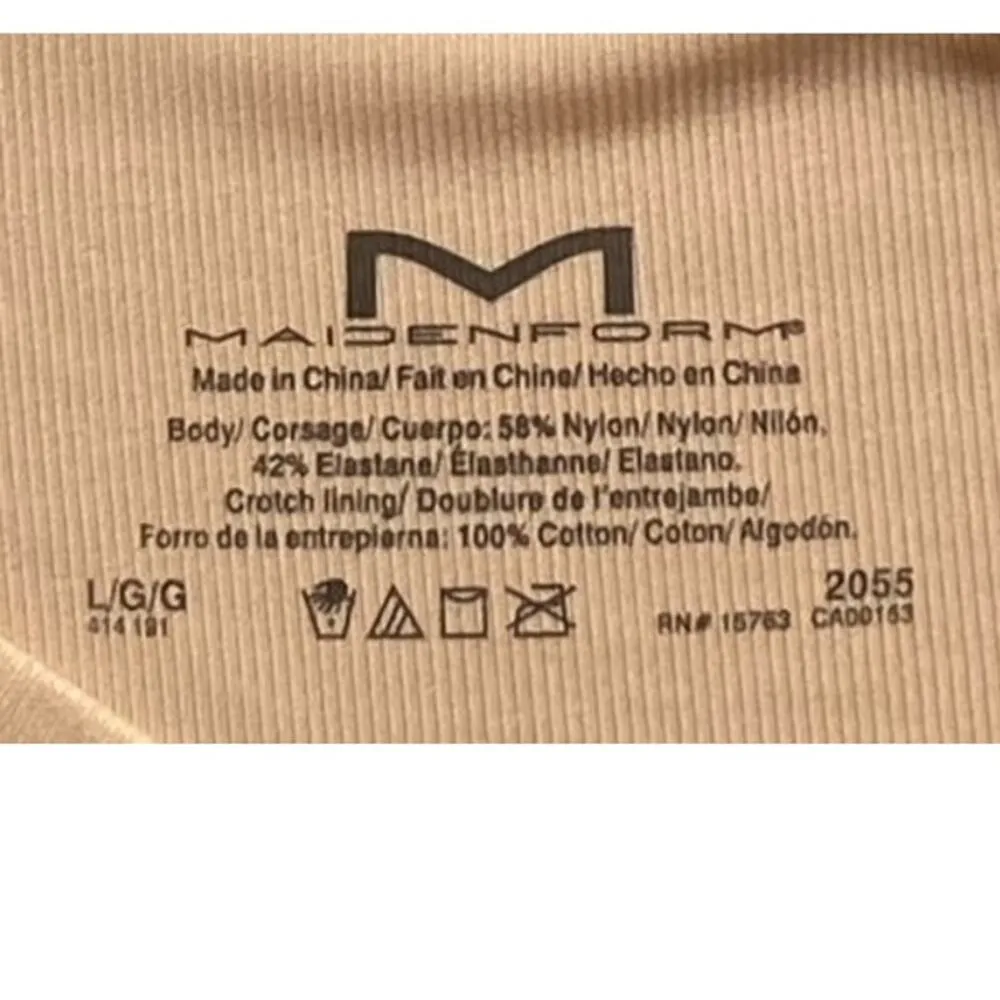 M
MAIDENFORM®
Made in China/ Fait en Chine/ Hecho en China
Body/ Corsage/ Cuerpo: 58% Nylon/ Nylon/ Nilón.
42% Elastane/ Élasthanne/ Elastano.
Crotch lining/ Doublure de l'entrejambe/
Forro de la entrepierna: 100% Cotton/ Coton/ Algodón.
L/G/G
414 191
2055
RN# 15763 CA00163